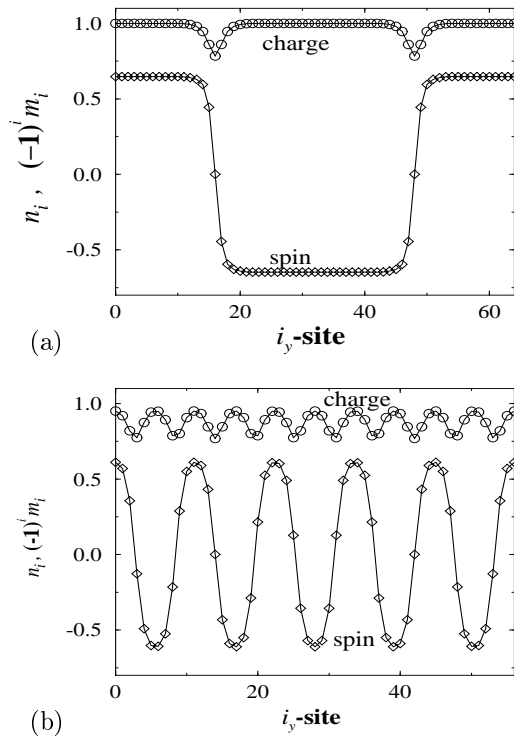 1.0
charge
0.5
0.0
-0.5
spin
n_i , (−1)^i m_i
0 20 40 60
i_y-site
(a)
1.0
charge
0.5
0.0
-0.5
spin
n_i, (-1)^i m_i
0 20 40
i_y-site
(b)